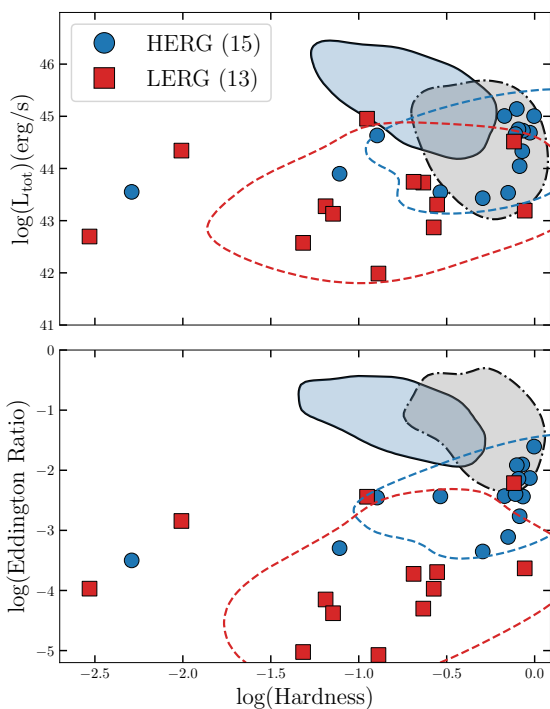 HERG (15)
LERG (13)
log(L_tot)(erg/s)
46
45
44
43
42
41
log(Eddington Ratio)
0
−1
−2
−3
−4
−5
−2.5 −2.0 −1.5 −1.0 −0.5 0.0
log(Hardness)